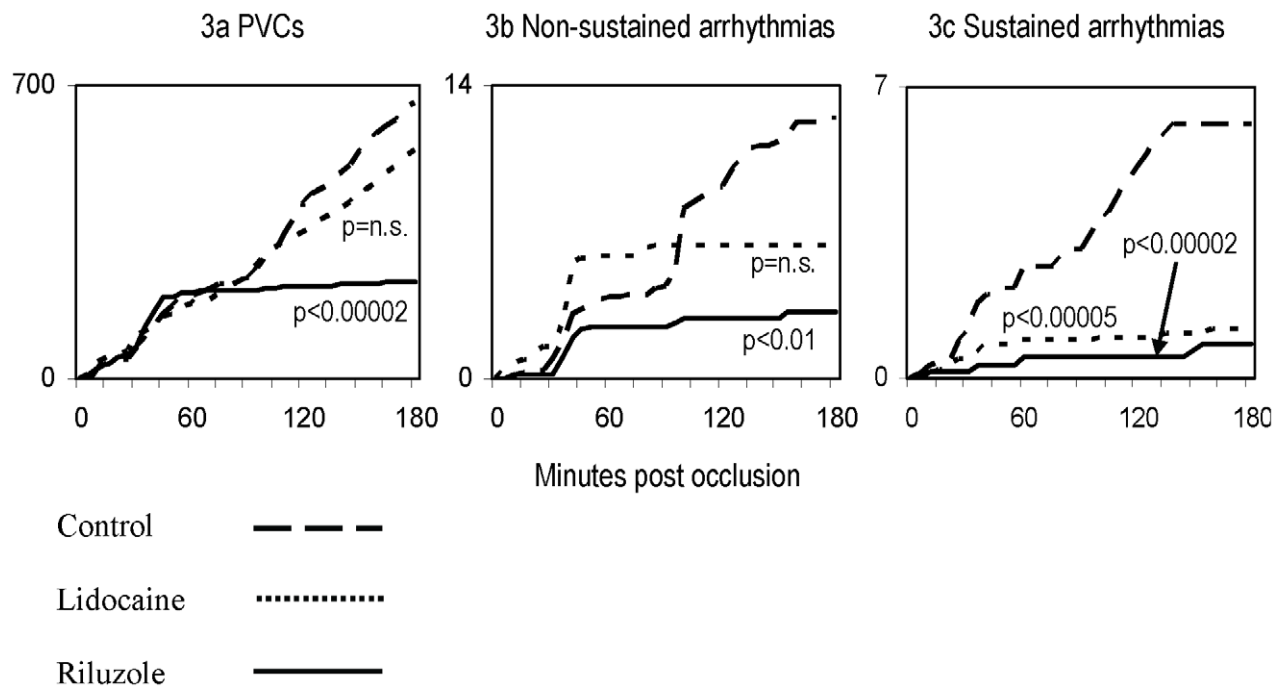 3a PVCs
3b Non-sustained arrhythmias
3c Sustained arrhythmias
700
0
p=n.s.
p<0.00002
0 60 120 180
14
0
p=n.s.
p<0.01
0 60 120 180
7
0
p<0.00002
p<0.00005
0 60 120 180
Minutes post occlusion
Control
Lidocaine
Riluzole